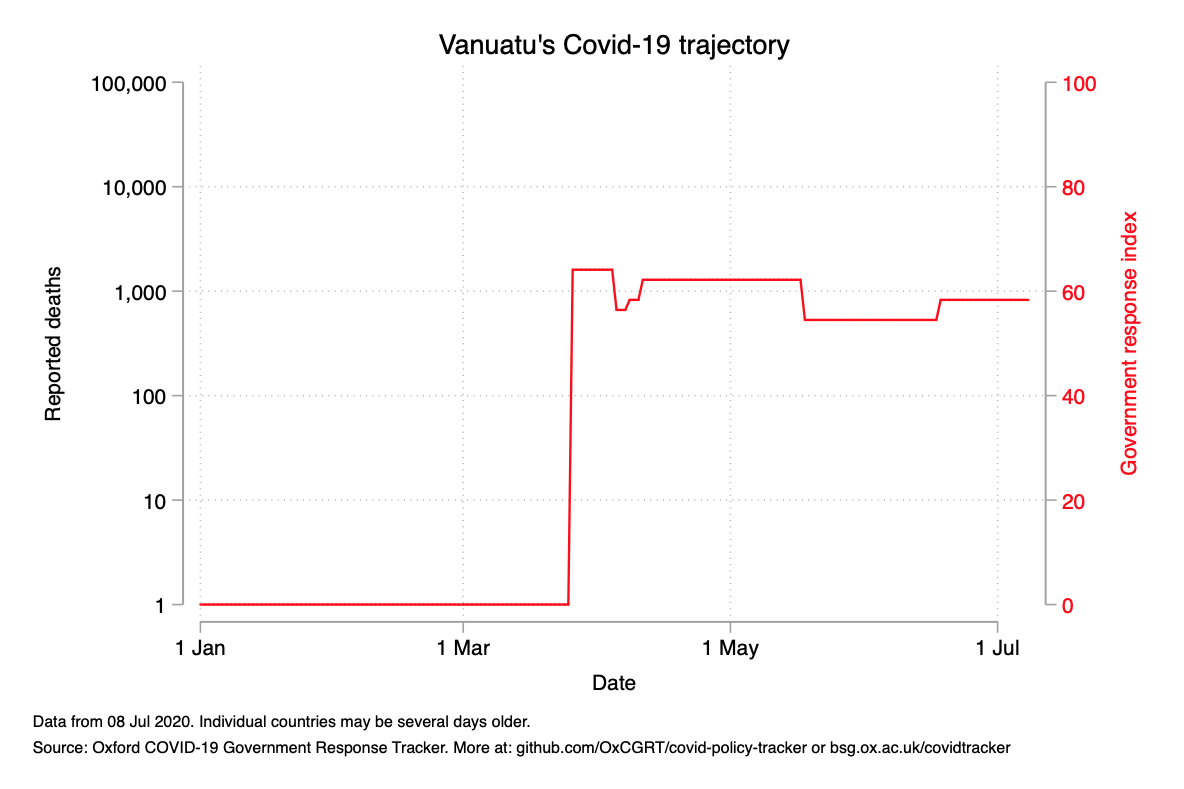 Vanuatu's Covid-19 trajectory
100,000
10,000
1,000
100
10
1
Reported deaths
100
80
60
40
20
0
Government response index
1 Jan
1 Mar
1 May
1 Jul
Date
Data from 08 Jul 2020. Individual countries may be several days older.
Source: Oxford COVID-19 Government Response Tracker. More at: github.com/OxCGRT/covid-policy-tracker or bsg.ox.ac.uk/covidtracker